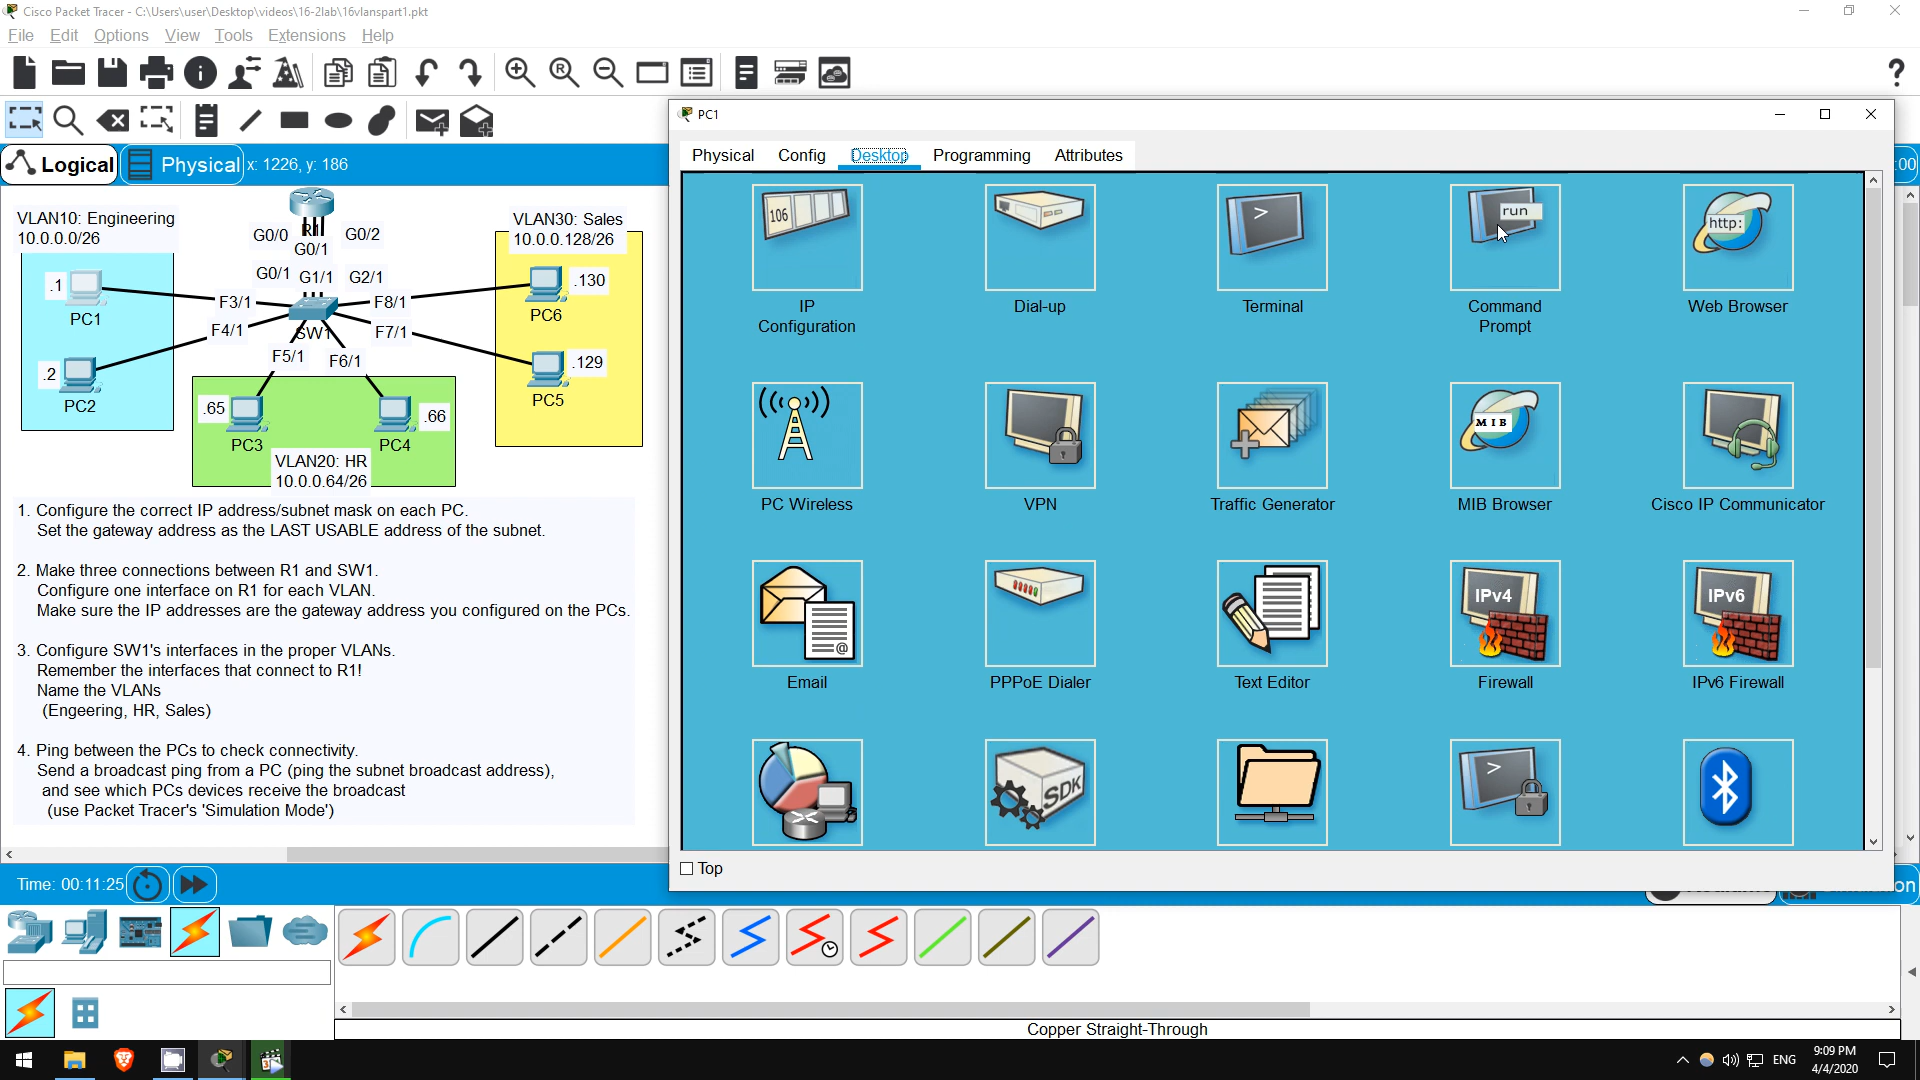 Cisco Packet Tracer - C:\Users\user\Desktop\videos\16-2lab\16vlanspart1.pkt
File Edit Options View Tools Extensions Help
PC1
Logical Physical x: 1226, y: 186
:00
Physical Config Desktop Programming Attributes
VLAN10: Engineering
10.0.0.0/26
VLAN30: Sales
10.0.0.128/26
R1
G0/0 G0/2
G0/1
G0/1 G1/1 G2/1
.1
PC1
.2
PC2
F3/1
F4/1
F5/1
F6/1
F8/1
F7/1
SW1
.130
PC6
.129
PC5
.65
PC3
.66
PC4
VLAN20: HR
10.0.0.64/26
1. Configure the correct IP address/subnet mask on each PC.
Set the gateway address as the LAST USABLE address of the subnet.
2. Make three connections between R1 and SW1.
Configure one interface on R1 for each VLAN.
Make sure the IP addresses are the gateway address you configured on the PCs.
3. Configure SW1's interfaces in the proper VLANs.
Remember the interfaces that connect to R1!
Name the VLANs
(Engeering, HR, Sales)
4. Ping between the PCs to check connectivity.
Send a broadcast ping from a PC (ping the subnet broadcast address),
and see which PCs devices receive the broadcast
(use Packet Tracer's 'Simulation Mode')
106
run
http:
IP
Configuration
Dial-up
Terminal
Command
Prompt
Web Browser
MIB
PC Wireless
VPN
Traffic Generator
MIB Browser
Cisco IP Communicator
IPv4
IPv6
Email
PPPoE Dialer
Text Editor
Firewall
IPv6 Firewall
SDK
Top
Time: 00:11:25
Copper Straight-Through
ENG
9:09 PM
4/4/2020